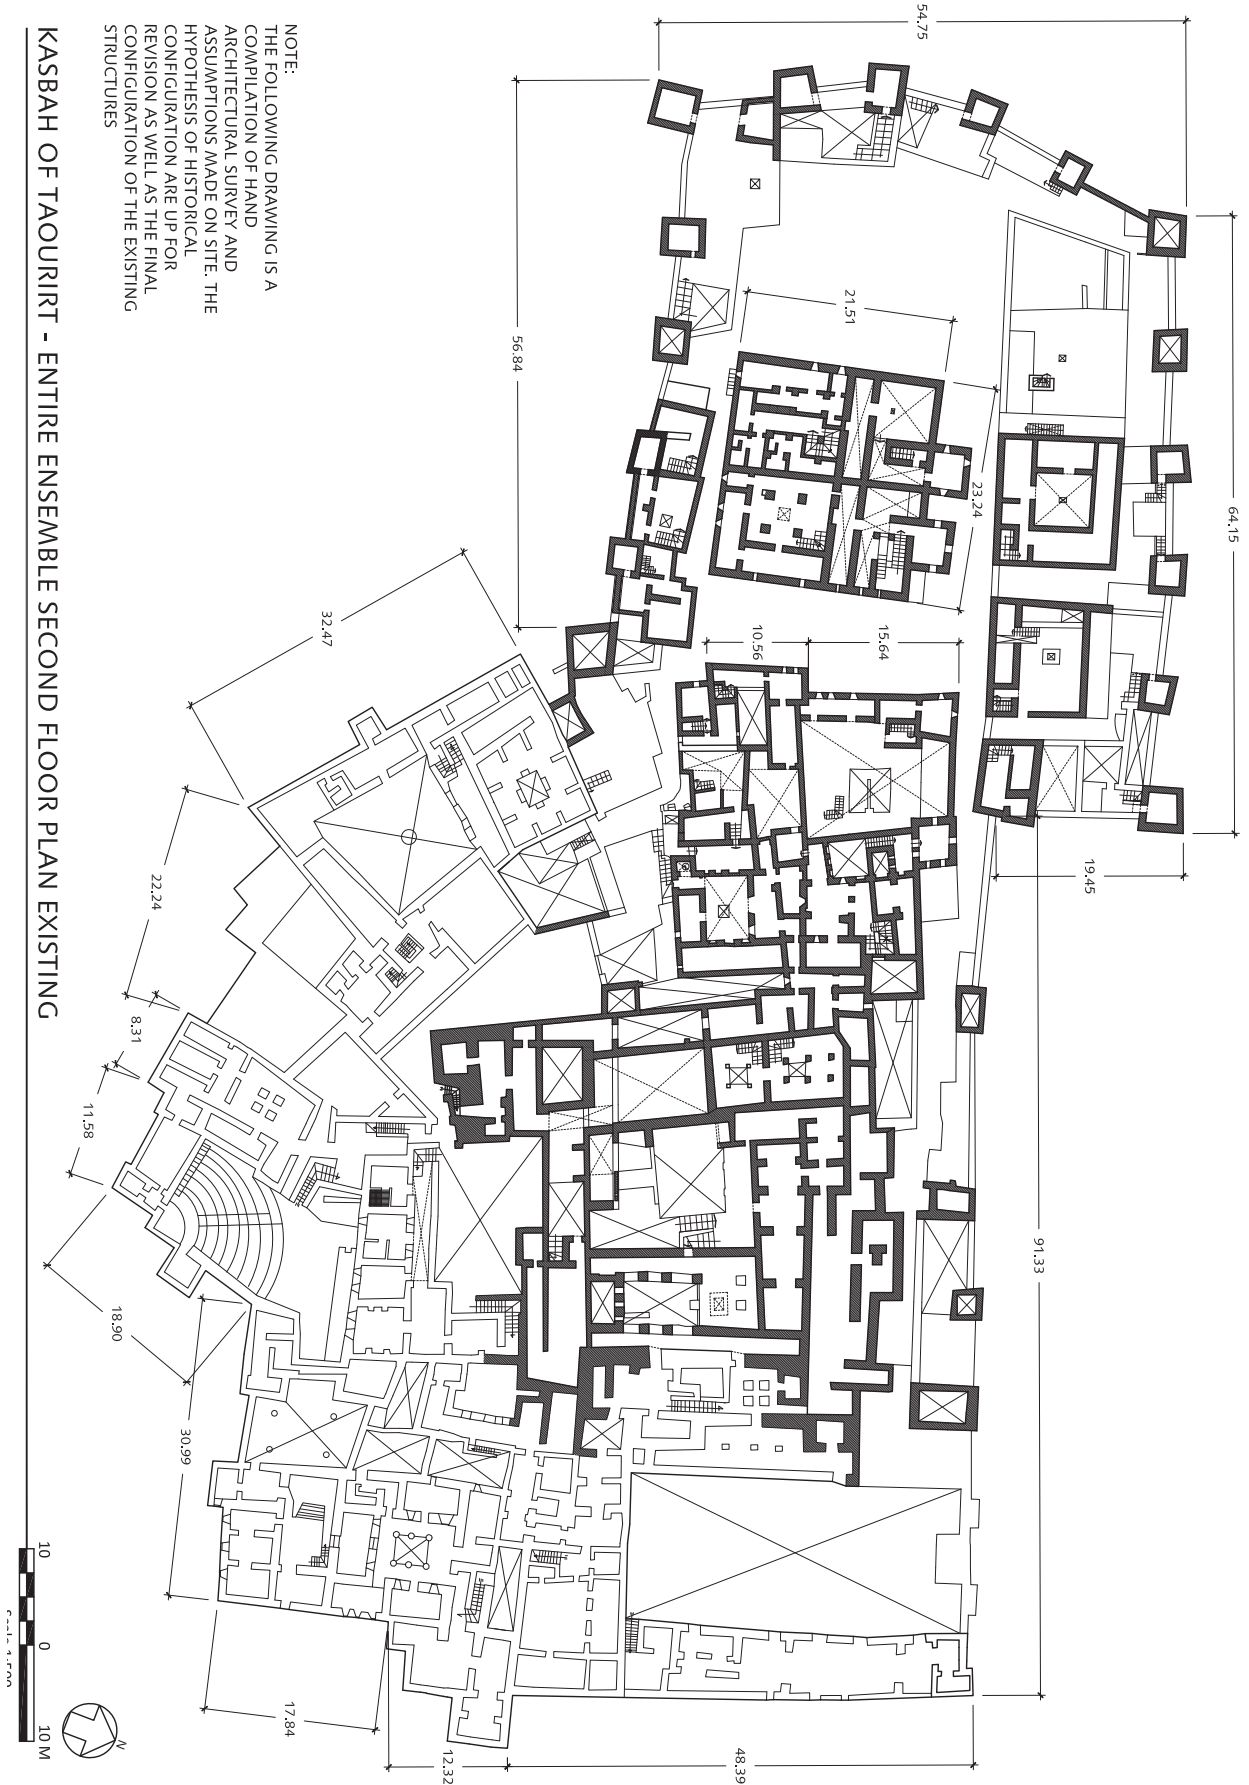 KASBAH OF TAOURIRT - ENTIRE ENSEMBLE SECOND FLOOR PLAN EXISTING
NOTE:
THE FOLLOWING DRAWING IS A
COMPILATION OF HAND
ARCHITECTURAL SURVEY AND
ASSUMPTIONS MADE ON SITE. THE
HYPOTHESIS OF HISTORICAL
CONFIGURATION ARE UP FOR
REVISION AS WELL AS THE FINAL
CONFIGURATION OF THE EXISTING
STRUCTURES
54.75
64.15
56.84
21.51
23.24
10.56
15.64
19.45
32.47
22.24
8.31
11.58
18.90
30.99
91.33
17.84
12.32
48.39
10
0
10 M
N